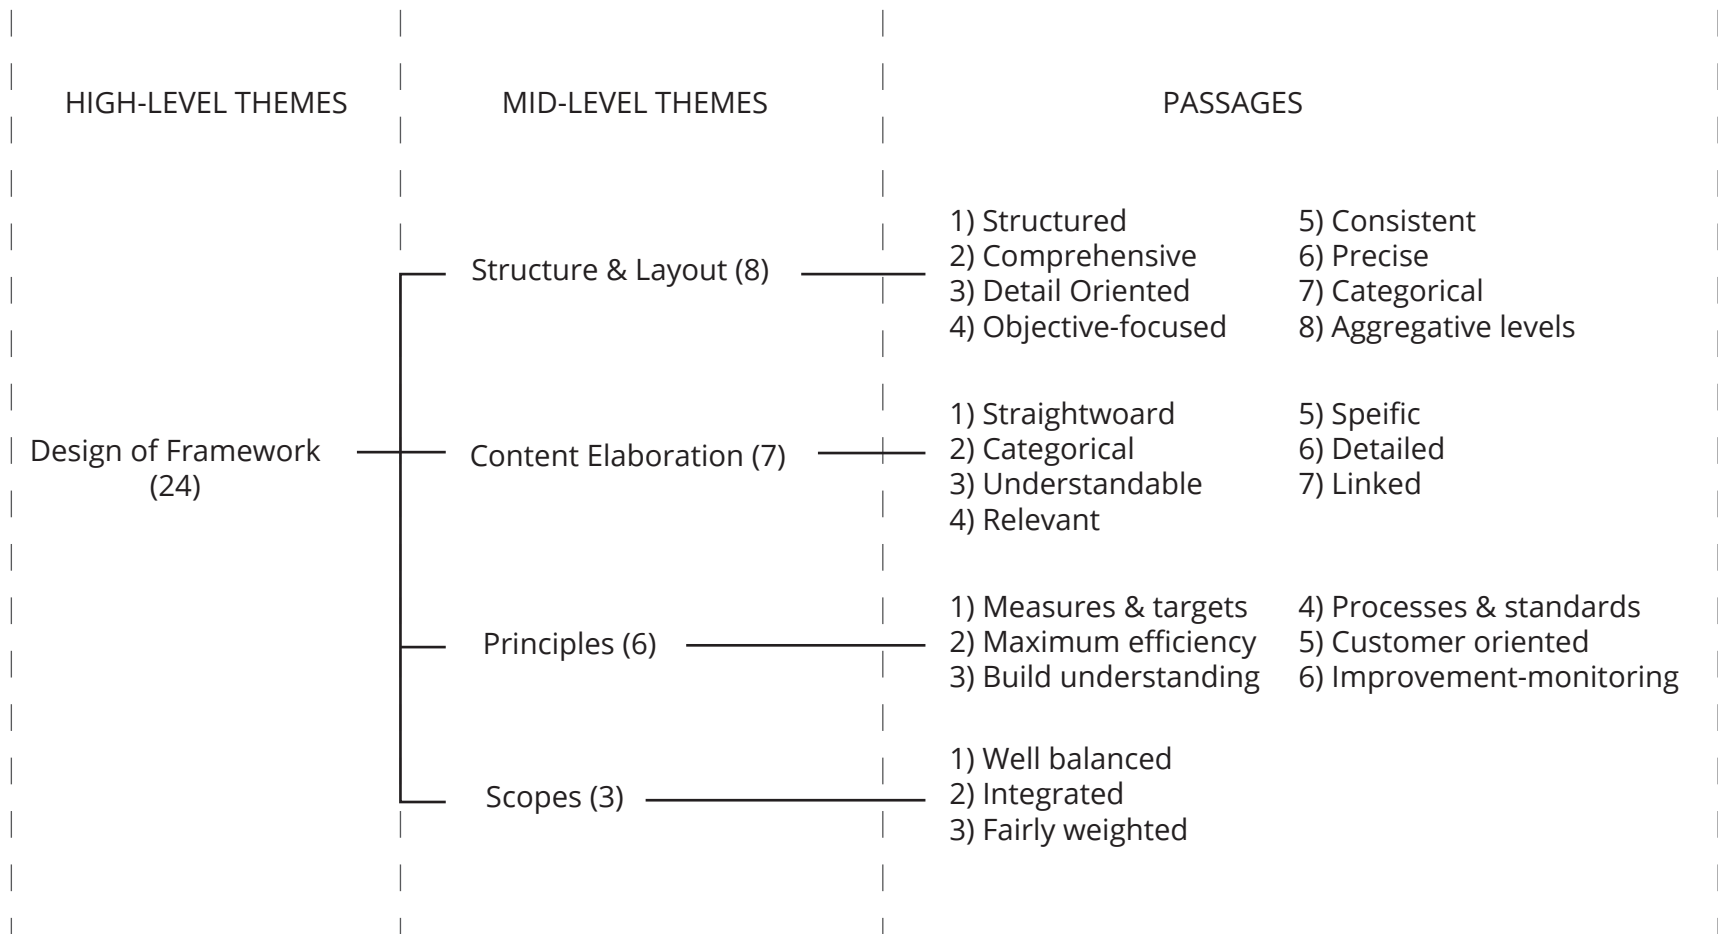 HIGH-LEVEL THEMES
MID-LEVEL THEMES
PASSAGES
Design of Framework
(24)
Structure & Layout (8)
1) Structured
2) Comprehensive
3) Detail Oriented
4) Objective-focused
5) Consistent
6) Precise
7) Categorical
8) Aggregative levels
Content Elaboration (7)
1) Straightwoard
2) Categorical
3) Understandable
4) Relevant
5) Speific
6) Detailed
7) Linked
Principles (6)
1) Measures & targets
2) Maximum efficiency
3) Build understanding
4) Processes & standards
5) Customer oriented
6) Improvement-monitoring
Scopes (3)
1) Well balanced
2) Integrated
3) Fairly weighted